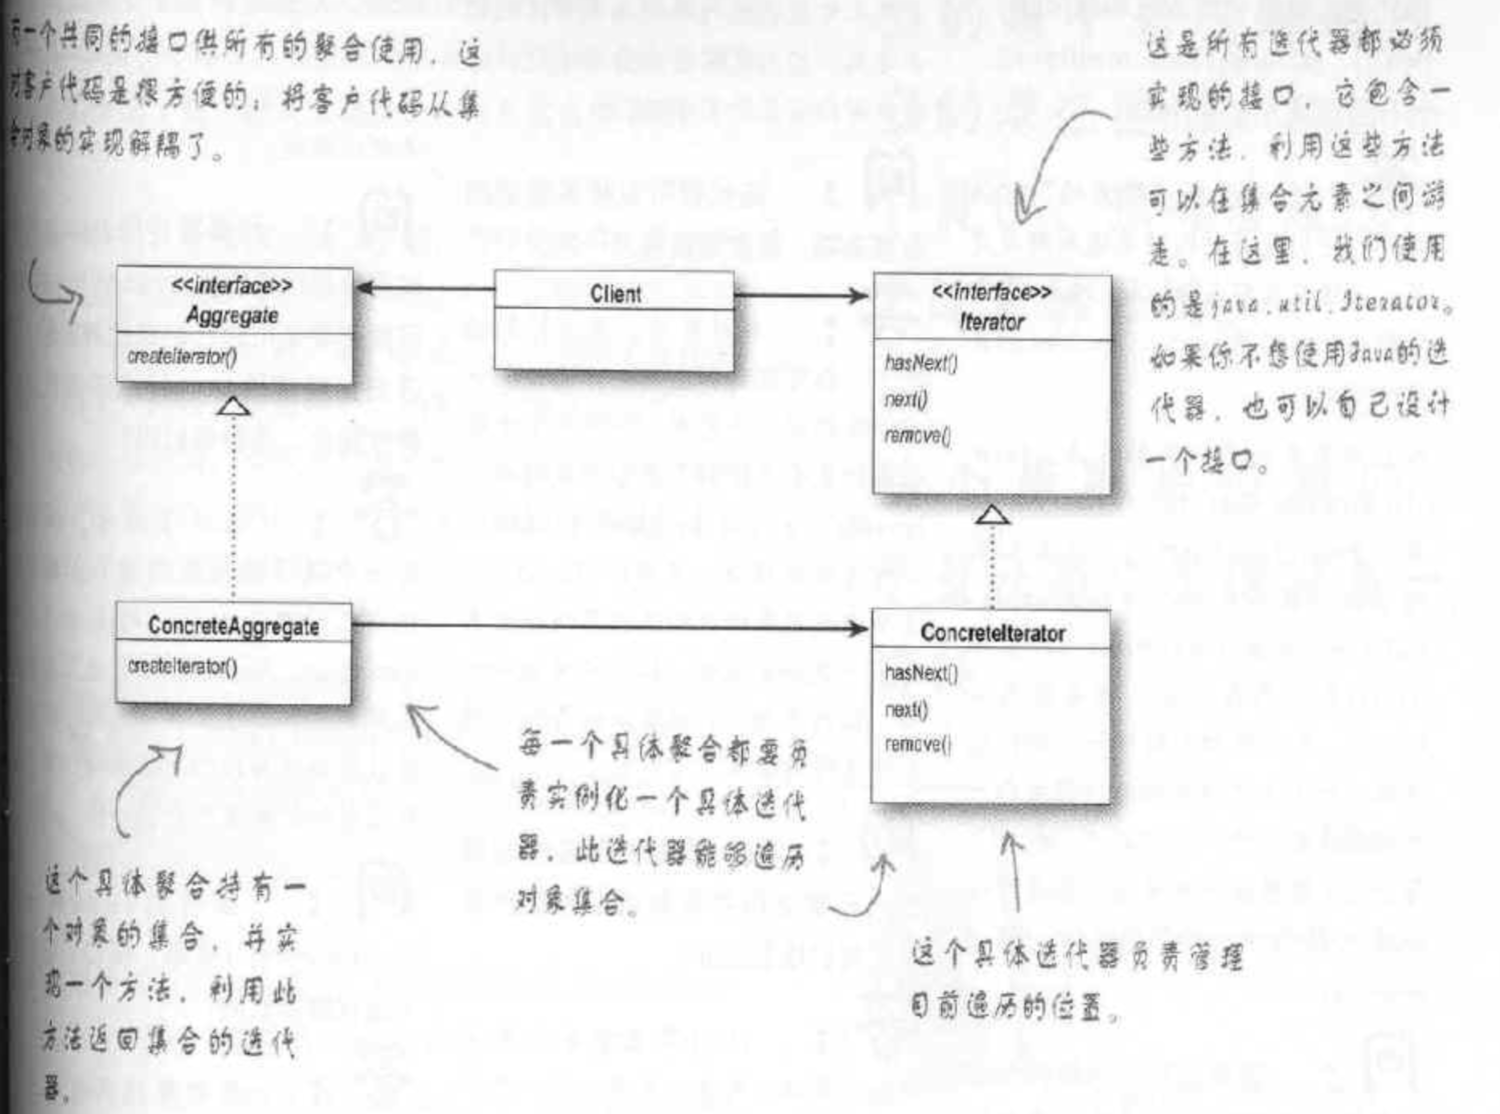 一个共同的接口供所有的聚合使用，这
对客户代码是很方便的，将客户代码从集
合对象的实现解耦了。
这是所有迭代器都必须
实现的接口，它包含一
些方法，利用这些方法
可以在集合元素之间游
走。在这里，我们使用
的是java.util.Iterator。
如果你不想使用Java的迭
代器，也可以自己设计
一个接口。
<<interface>>
Aggregate
createIterator()
Client
<<interface>>
Iterator
hasNext()
next()
remove()
ConcreteAggregate
createIterator()
ConcreteIterator
hasNext()
next()
remove()
每一个具体聚合都要负
责实例化一个具体迭代
器，此迭代器能够遍历
对象集合。
这个具体聚合持有一
个对象的集合，并实
现一个方法，利用此
方法返回集合的迭代
器。
这个具体迭代器负责管理
目前遍历的位置。